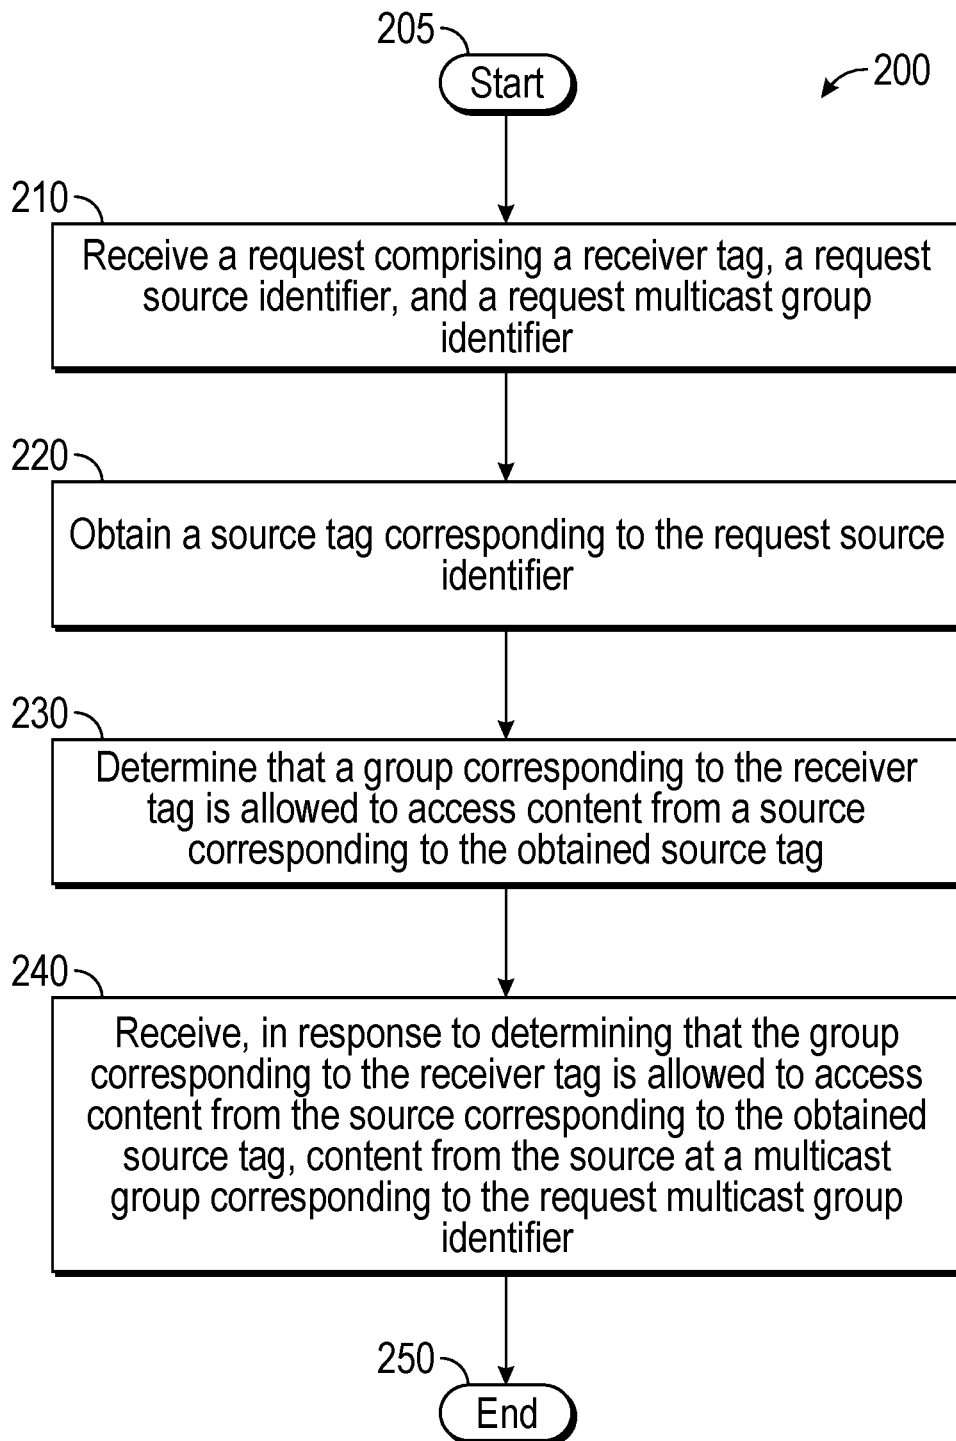 205
Start
200
210
Receive a request comprising a receiver tag, a request
source identifier, and a request multicast group
identifier
220
Obtain a source tag corresponding to the request source
identifier
230
Determine that a group corresponding to the receiver
tag is allowed to access content from a source
corresponding to the obtained source tag
240
Receive, in response to determining that the group
corresponding to the receiver tag is allowed to access
content from the source corresponding to the obtained
source tag, content from the source at a multicast
group corresponding to the request multicast group
identifier
250
End